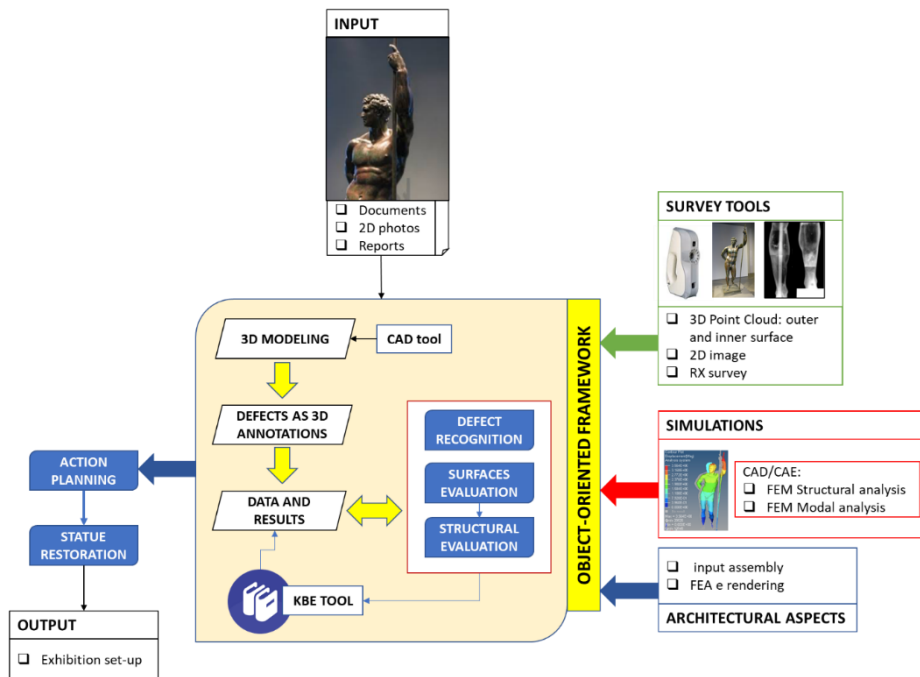 INPUT
Documents
2D photos
Reports
3D MODELING
CAD tool
DEFECTS AS 3D
ANNOTATIONS
DATA AND
RESULTS
DEFECT
RECOGNITION
SURFACES
EVALUATION
STRUCTURAL
EVALUATION
KBE TOOL
OBJECT-ORIENTED FRAMEWORK
SURVEY TOOLS
3D Point Cloud: outer
and inner surface
2D image
RX survey
SIMULATIONS
CAD/CAE:
FEM Structural analysis
FEM Modal analysis
input assembly
FEA e rendering
ARCHITECTURAL ASPECTS
ACTION
PLANNING
STATUE
RESTORATION
OUTPUT
Exhibition set-up